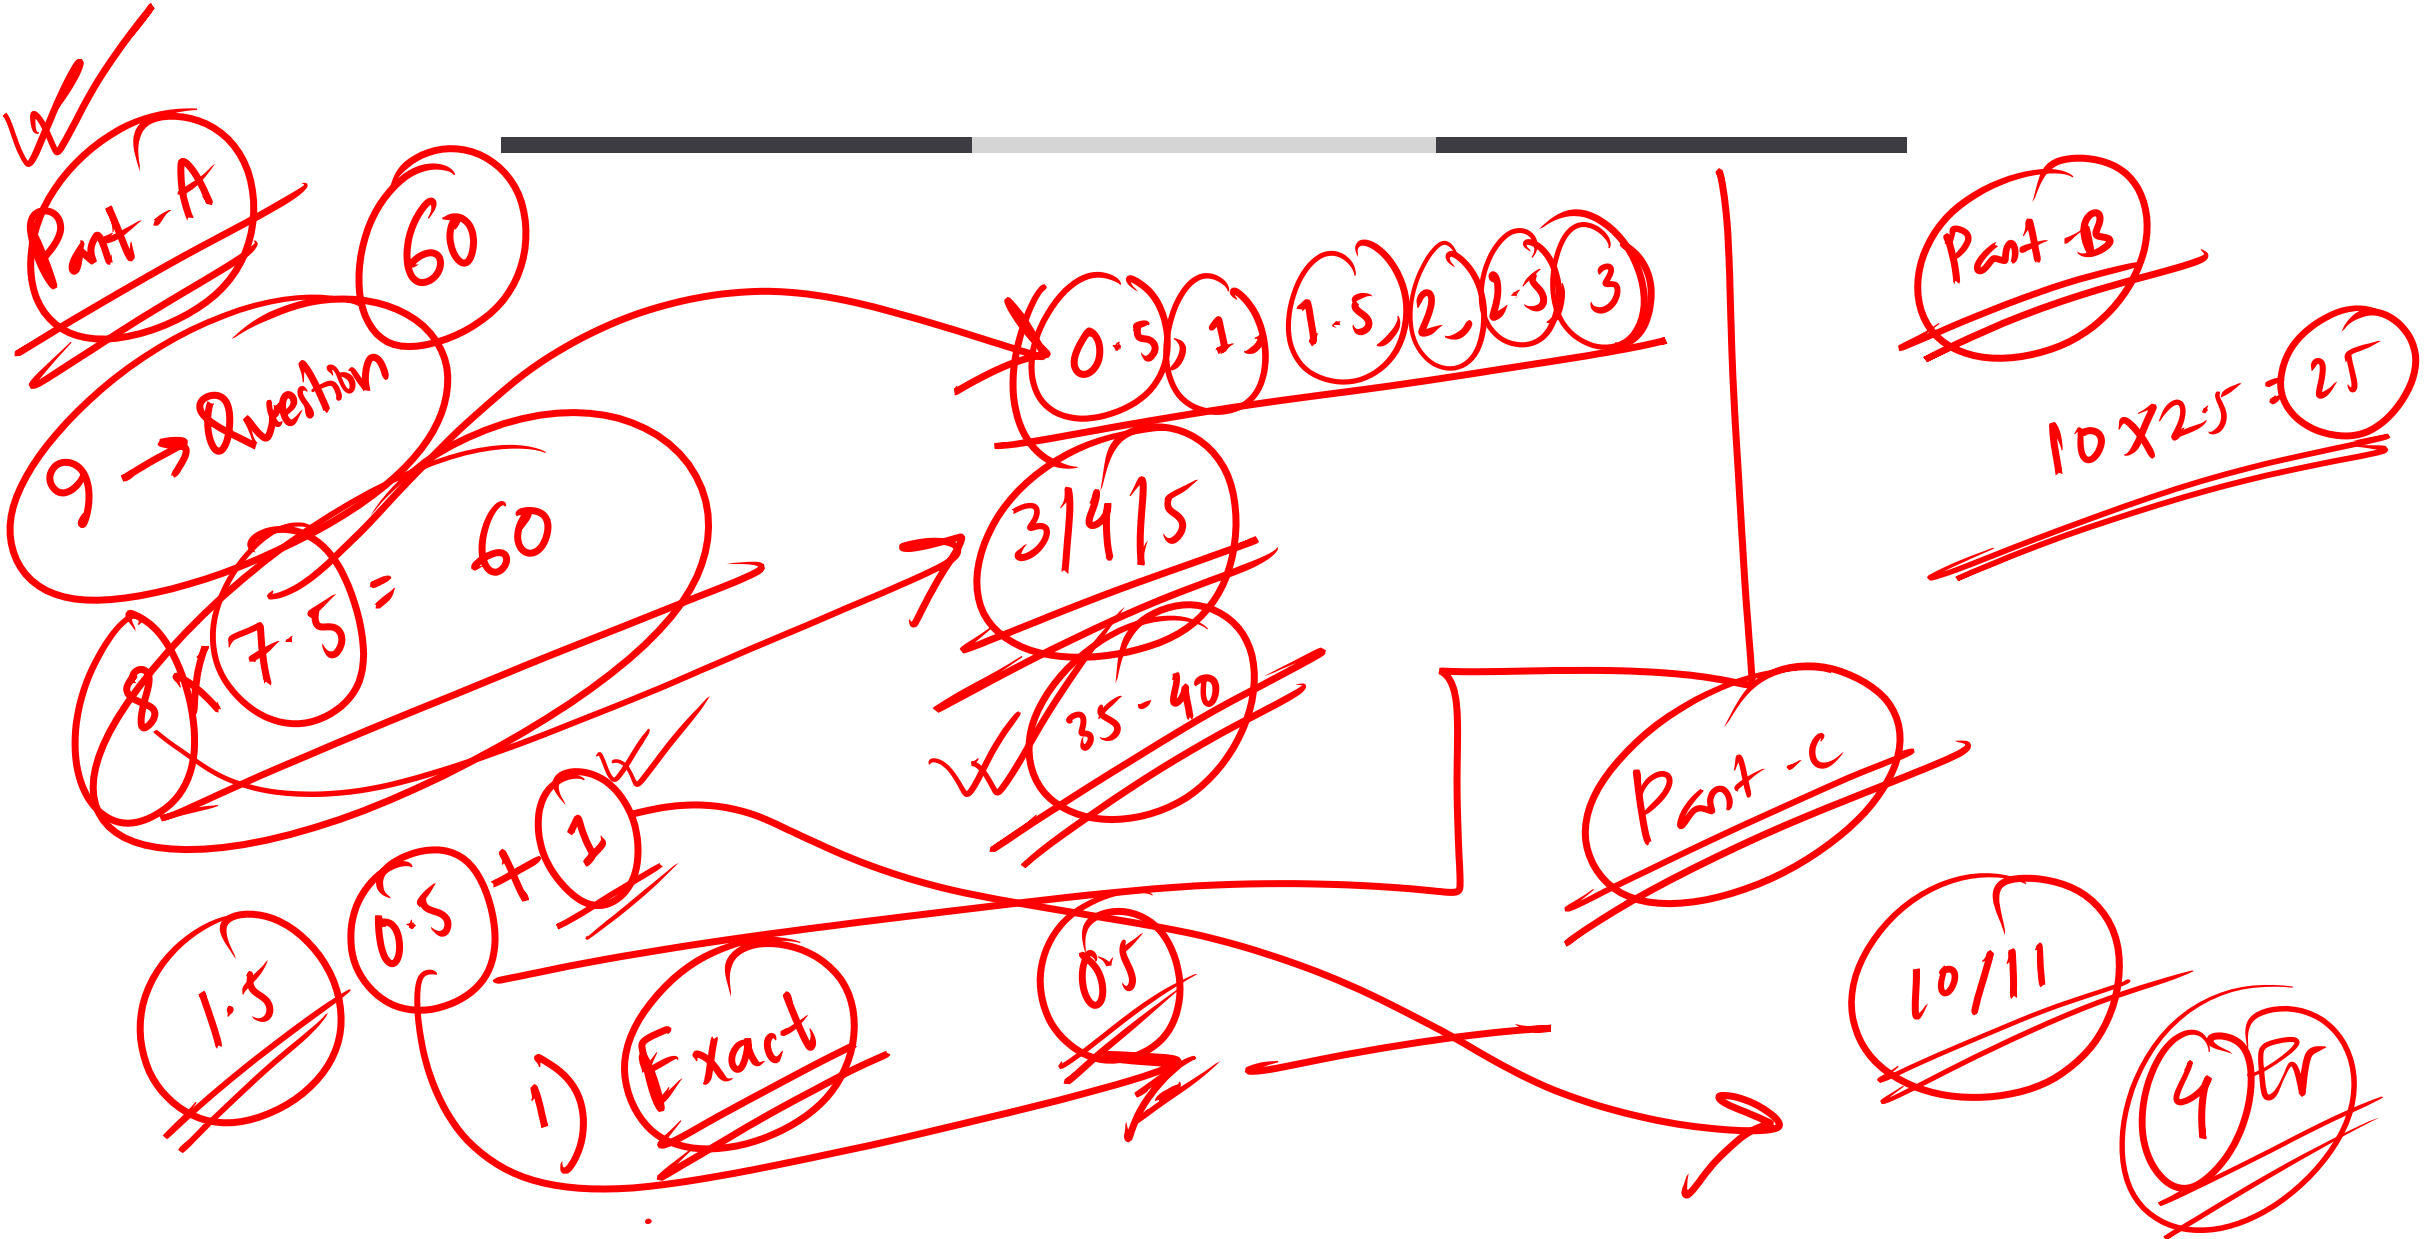 Part - A
60
9 → Question
8 x 7.5 = 60
0.5, 1, 1.5, 2, 2.5, 3
3|4|5
35 - 40
Part - B
10 x 2.5 = 25
1.5
0.5 + 1
1) Exact
0.5
Part - C
10/11
4